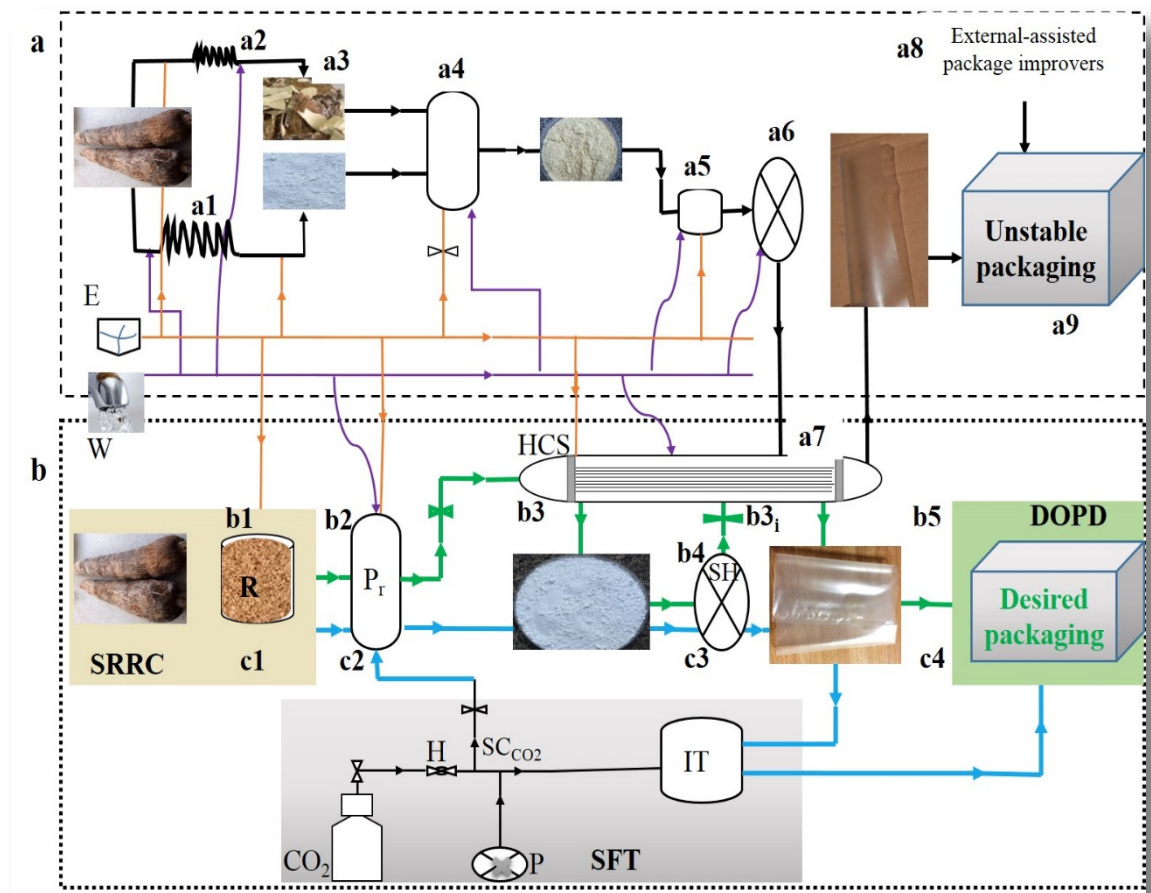 a
a2
a3
a4
a8
External-assisted
package improvers
a6
a5
a1
Unstable
packaging
a9
E
W
b
HCS
a7
b1
b2
b3
b3i
b5
DOPD
R
Pr
b4
SH
Desired
packaging
SRRC
c1
c2
c3
c4
H
SCCO2
IT
CO2
P
SFT